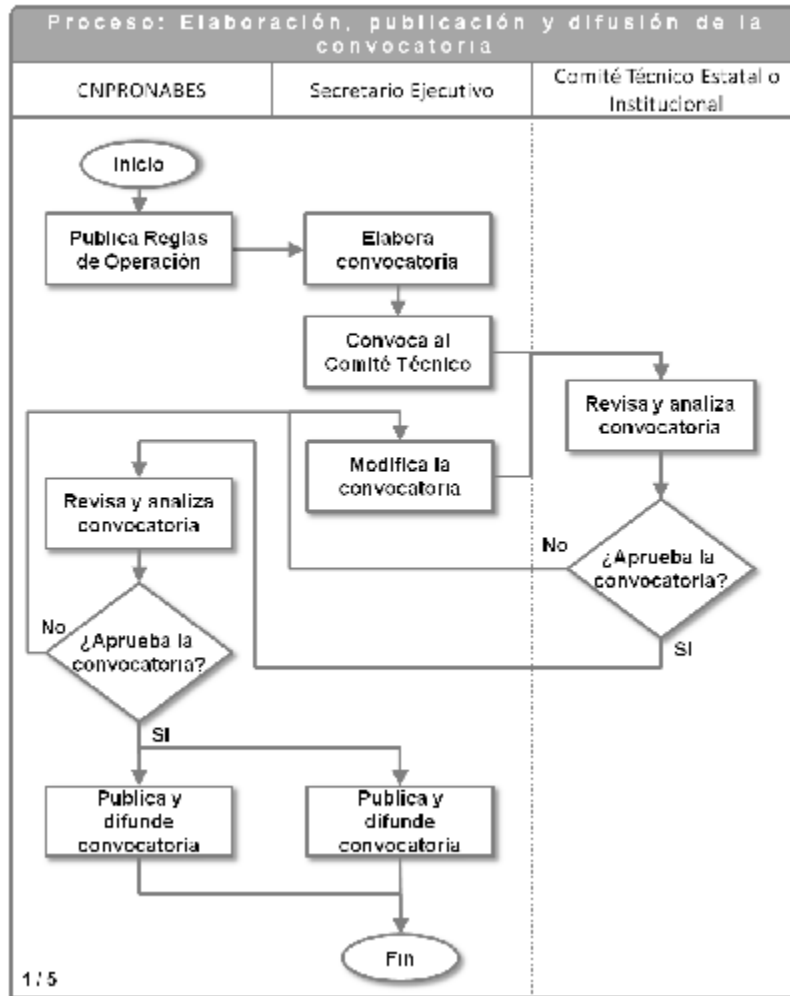 Proceso: Elaboración, publicación y difusión de la
convocatoria
CNPRONABES
Secretario Ejecutivo
Comité Técnico Estatal o
Institucional
Inicio
Publica Reglas
de Operación
Elabora
convocatoria
Convoca al
Comité Técnico
Revisa y analiza
convocatoria
Modifica la
convocatoria
Revisa y analiza
convocatoria
No
¿Aprueba la
convocatoria?
SI
No
¿Aprueba la
convocatoria?
SI
Publica y
difunde
convocatoria
Publica y
difunde
convocatoria
Fin
1 / 5